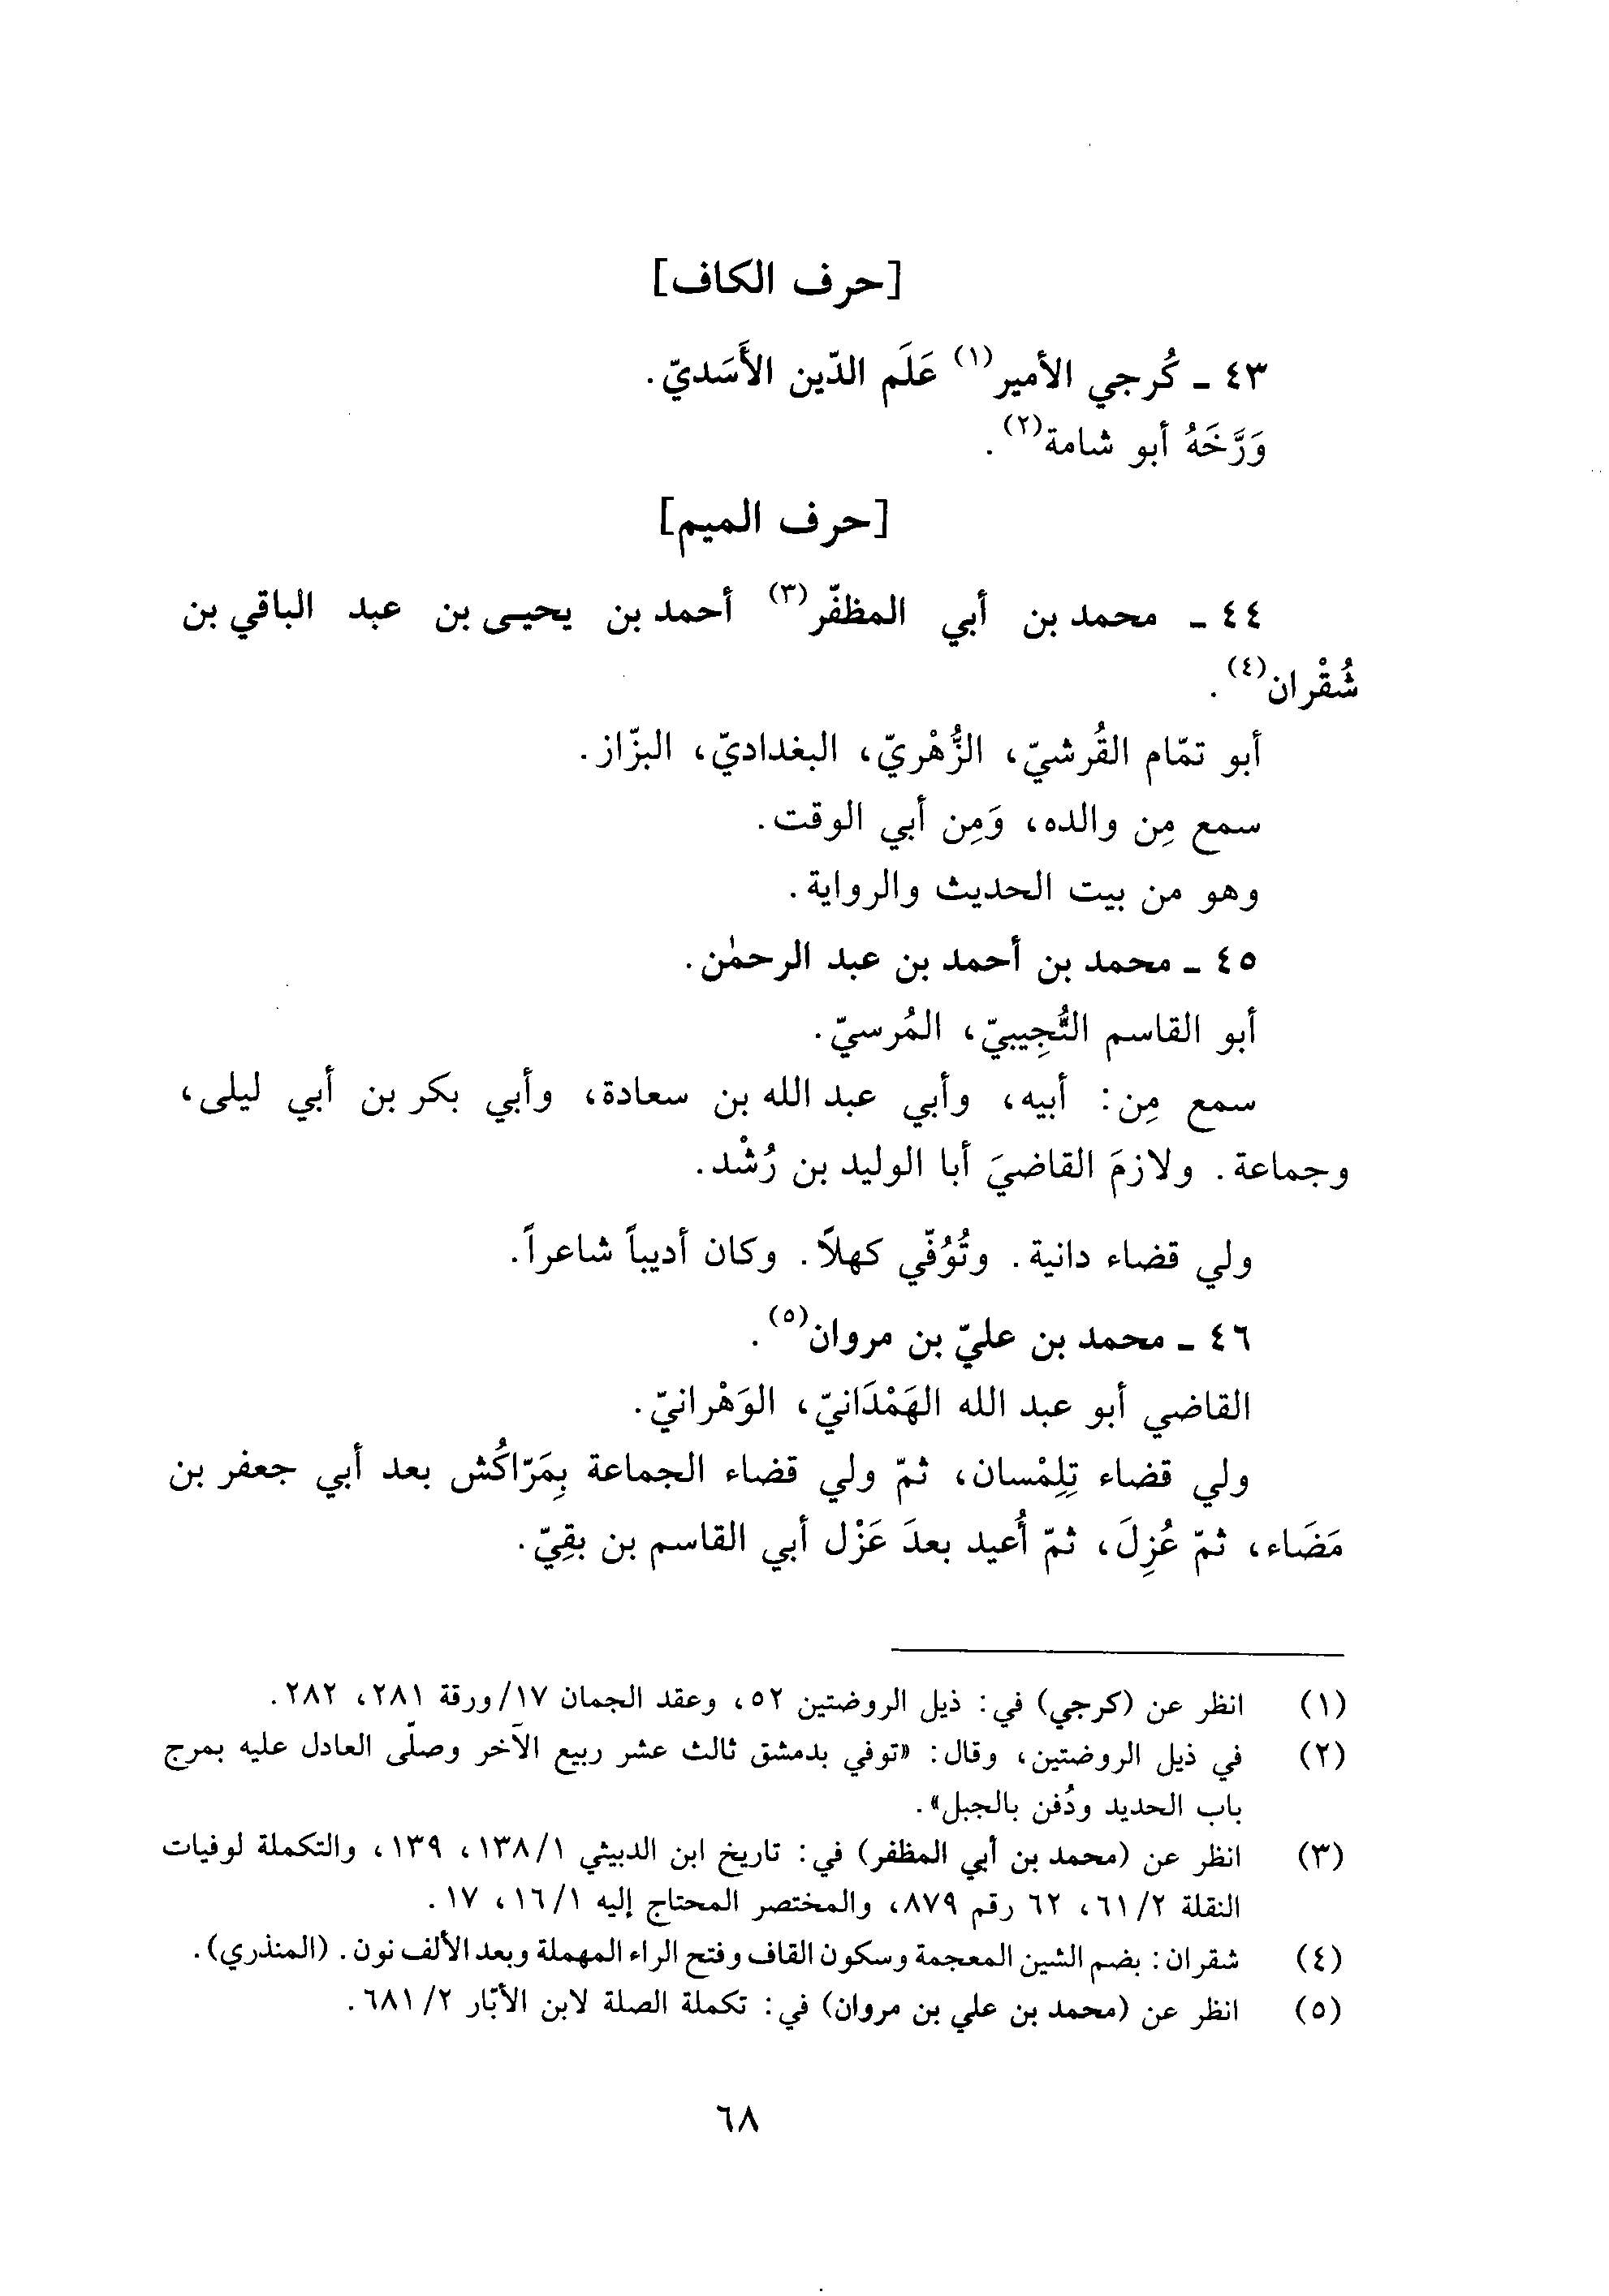 [حرف الكاف]
٤٣ ـ كُرجي الأمير(١) عَلَم الدّين الأَسَديّ.
وَرَّخَهُ أبو شامة(٢).
[حرف الميم]
٤٤ ـ محمد بن أبي المظفّر(٣) أحمد بن يحيى بن عبد الباقي بن
شُقْران(٤).
أبو تمّام القُرشيّ، الزُّهْريّ، البغداديّ، البزّاز.
سمع مِن والده، وَمِن أبي الوقت.
وهو من بيت الحديث والرواية.
٤٥ ـ محمد بن أحمد بن عبد الرحمٰن.
أبو القاسم التُّجِيبيّ، المُرسيّ.
سمع مِن: أبيه، وأبي عبد الله بن سعادة، وأبي بكر بن أبي ليلى،
وجماعة. ولازمَ القاضيَ أبا الوليد بن رُشْد.
ولي قضاء دانية. وتُوُفّي كهلاً. وكان أديباً شاعراً.
٤٦ ـ محمد بن عليّ بن مروان(٥).
القاضي أبو عبد الله الهَمْدَانيّ، الوَهْرانيّ.
ولي قضاء تِلِمْسان، ثمّ ولي قضاء الجماعة بِمَرّاكُش بعد أبي جعفر بن
مَضَاء، ثمّ عُزِلَ، ثمّ أُعيد بعدَ عَزْل أبي القاسم بن بقِيّ.
(١) انظر عن (كرجي) في: ذيل الروضتين ٥٢، وعقد الجمان ١٧/ورقة ٢٨١، ٢٨٢.
(٢) في ذيل الروضتين، وقال: «توفي بدمشق ثالث عشر ربيع الآخر وصلّى العادل عليه بمرج
باب الحديد ودُفن بالجبل».
(٣) انظر عن (محمد بن أبي المظفر) في: تاريخ ابن الدبيثي ١/١٣٨، ١٣٩، والتكملة لوفيات
النقلة ٢/٦١، ٦٢ رقم ٨٧٩، والمختصر المحتاج إليه ١/١٦، ١٧.
(٤) شقران: بضم الشين المعجمة وسكون القاف وفتح الراء المهملة وبعد الألف نون. (المنذري).
(٥) انظر عن (محمد بن علي بن مروان) في: تكملة الصلة لابن الأبّار ٢/٦٨١.
٦٨